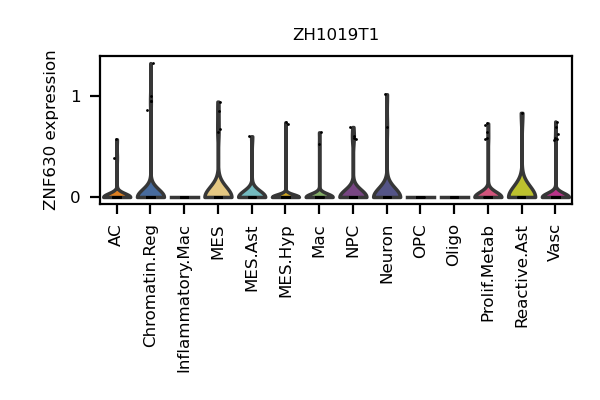 ZH1019T1
ZNF630 expression
1
0
AC
Chromatin.Reg
Inflammatory.Mac
MES
MES.Ast
MES.Hyp
Mac
NPC
Neuron
OPC
Oligo
Prolif.Metab
Reactive.Ast
Vasc